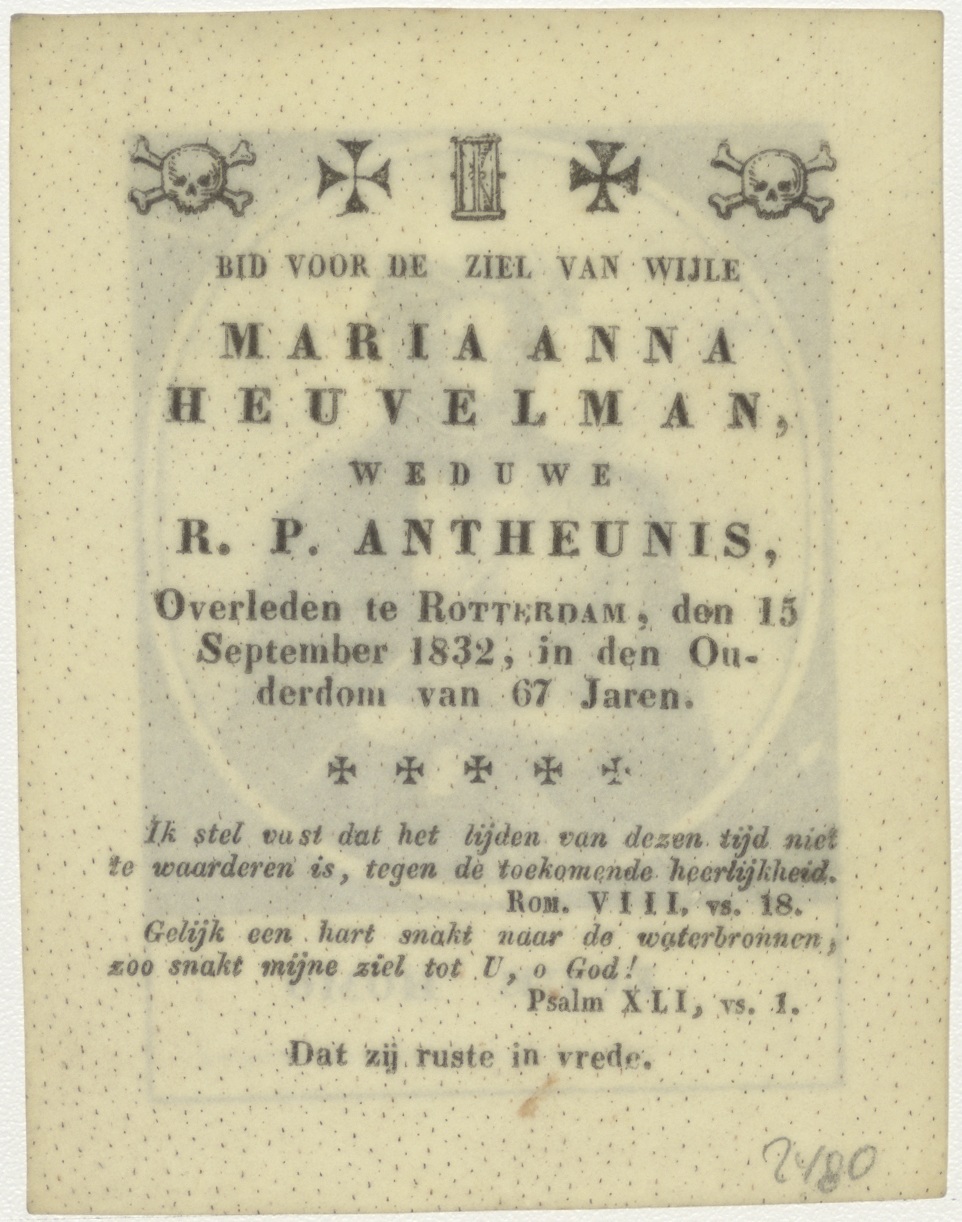 BID VOOR DE ZIEL VAN WIJLE
MARIA ANNA
HEUVELMAN,
WEDUWE
R. P. ANTHEUNIS,
Overleden te ROTTERDAM, den 15
September 1832, in den Ou-
derdom van 67 Jaren.
Ik stel vast dat het lijden van dezen tijd niet
te waarderen is, tegen de toekomende heerlijkheid.
ROM. VIII, vs. 18.
Gelijk een hart snakt naar de waterbronnen,
zoo snakt mijne ziel tot U, o God!
Psalm XLI, vs. 1.
Dat zij ruste in vrede.
2480